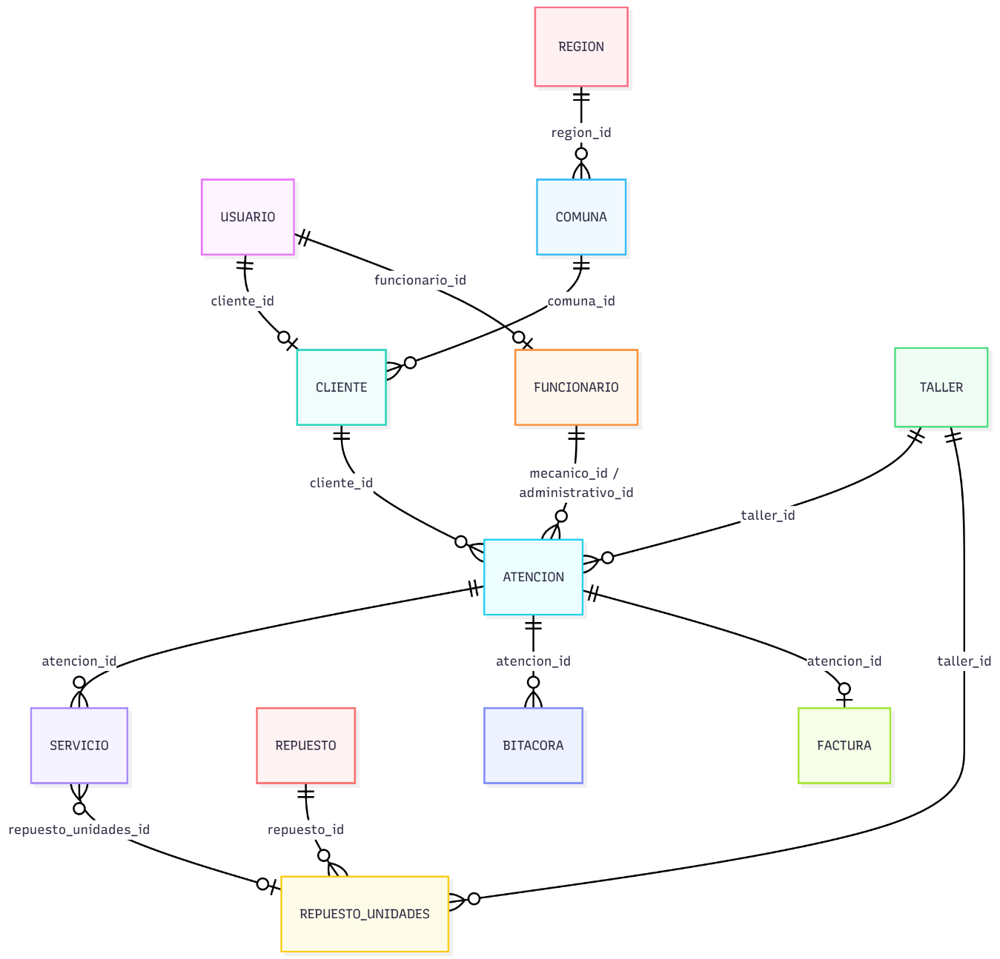 REGION
region_id
USUARIO
COMUNA
funcionario_id
cliente_id
comuna_id
CLIENTE
FUNCIONARIO
TALLER
mecanico_id /
administrativo_id
cliente_id
taller_id
ATENCION
atencion_id
atencion_id
atencion_id
taller_id
SERVICIO
REPUESTO
BITACORA
FACTURA
repuesto_unidades_id
repuesto_id
REPUESTO_UNIDADES